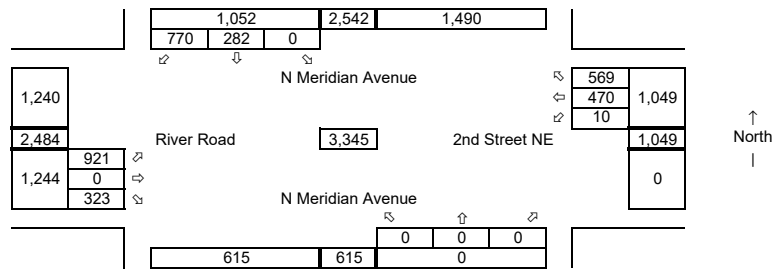 1,052 2,542 1,490
770 282 0
⬃ ⇩ ⬂
N Meridian Avenue
⬁ 569
1,240 ⇦ 470 1,049
⬃ 10
↑
2,484 River Road 3,345 2nd Street NE 1,049 North
921 ⬀ |
1,244 0 ⇨ 0
323 ⬂ N Meridian Avenue
⬁ ⇧ ⬀
0 0 0
615 615 0